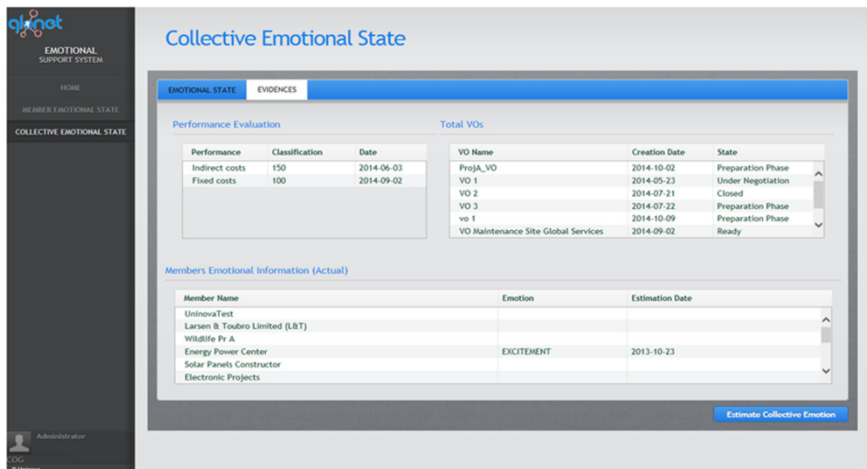 glonet
EMOTIONAL
SUPPORT SYSTEM
HOME
MEMBER EMOTIONAL STATE
COLLECTIVE EMOTIONAL STATE
Collective Emotional State
EMOTIONAL STATE EVIDENCES
Performance Evaluation
Performance Classification Date
Indirect costs 150 2014-06-03
Fixed costs 100 2014-09-02
Total VOs
VO Name Creation Date State
ProjA_VO 2014-10-02 Preparation Phase
VO 1 2014-05-23 Under Negotiation
VO 2 2014-07-21 Closed
VO 3 2014-07-22 Preparation Phase
vo 1 2014-10-09 Preparation Phase
VO Maintenance Site Global Services 2014-09-02 Ready
Members Emotional Information (Actual)
Member Name Emotion Estimation Date
UninovaTest
Larsen & Toubro Limited (L&T)
Wildlife Pr A
Energy Power Center EXCITEMENT 2013-10-23
Solar Panels Constructor
Electronic Projects
Estimate Collective Emotion
Administrator
COG